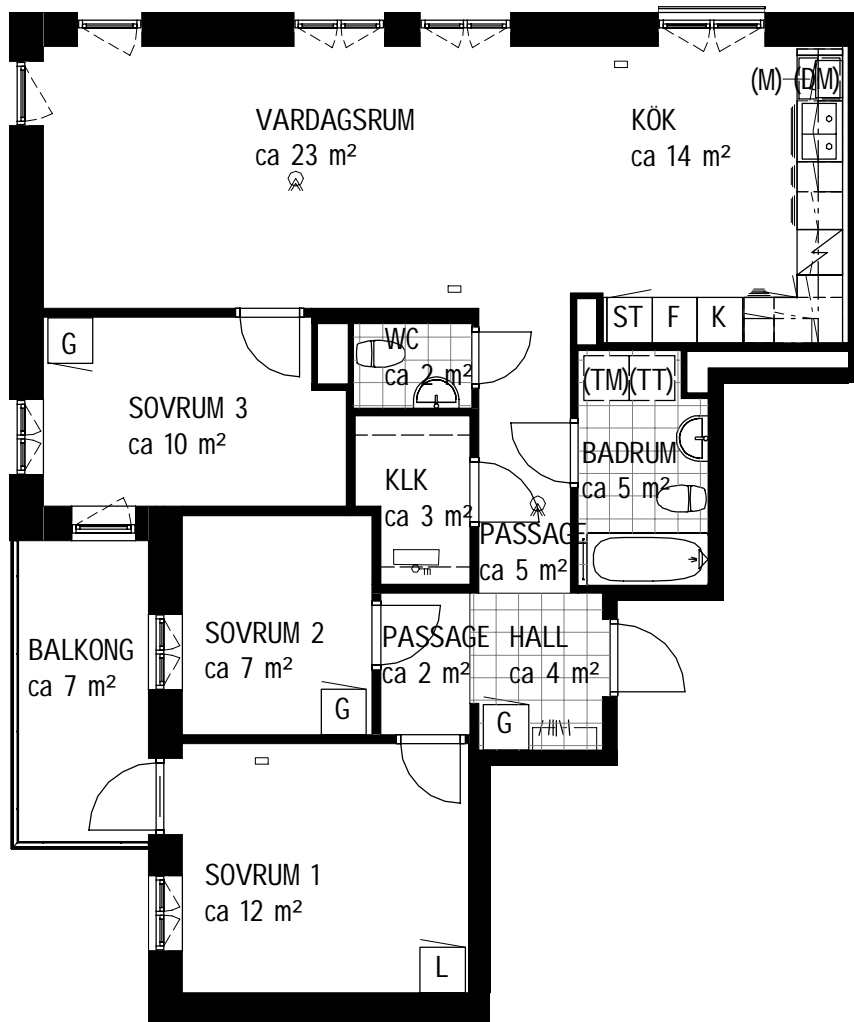 (M) (DM)
VARDAGSRUM
ca 23 m²
KÖK
ca 14 m²
ST F K
G
WC
ca 2 m²
(TM)(TT)
SOVRUM 3
ca 10 m²
BADRUM
ca 5 m²
KLK
ca 3 m²
PASSAGE
ca 5 m²
SOVRUM 2
ca 7 m²
PASSAGE
ca 2 m²
HALL
ca 4 m²
BALKONG
ca 7 m²
G
G
SOVRUM 1
ca 12 m²
L